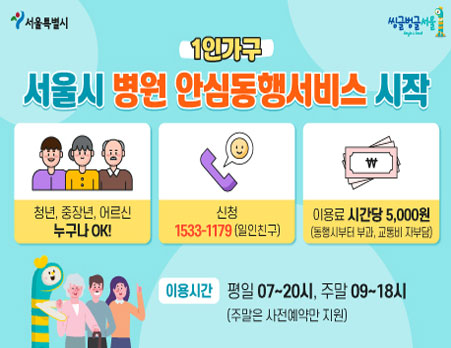 서울특별시
씽글벙글서울
1인가구
서울시 병원 안심동행서비스 시작
청년, 중장년, 어르신
누구나 OK!
신청
1533-1179 (일인친구)
₩
이용료 시간당 5,000원
(동행시부터 부과, 교통비 자부담)
이용시간
평일 07~20시, 주말 09~18시
(주말은 사전예약만 지원)